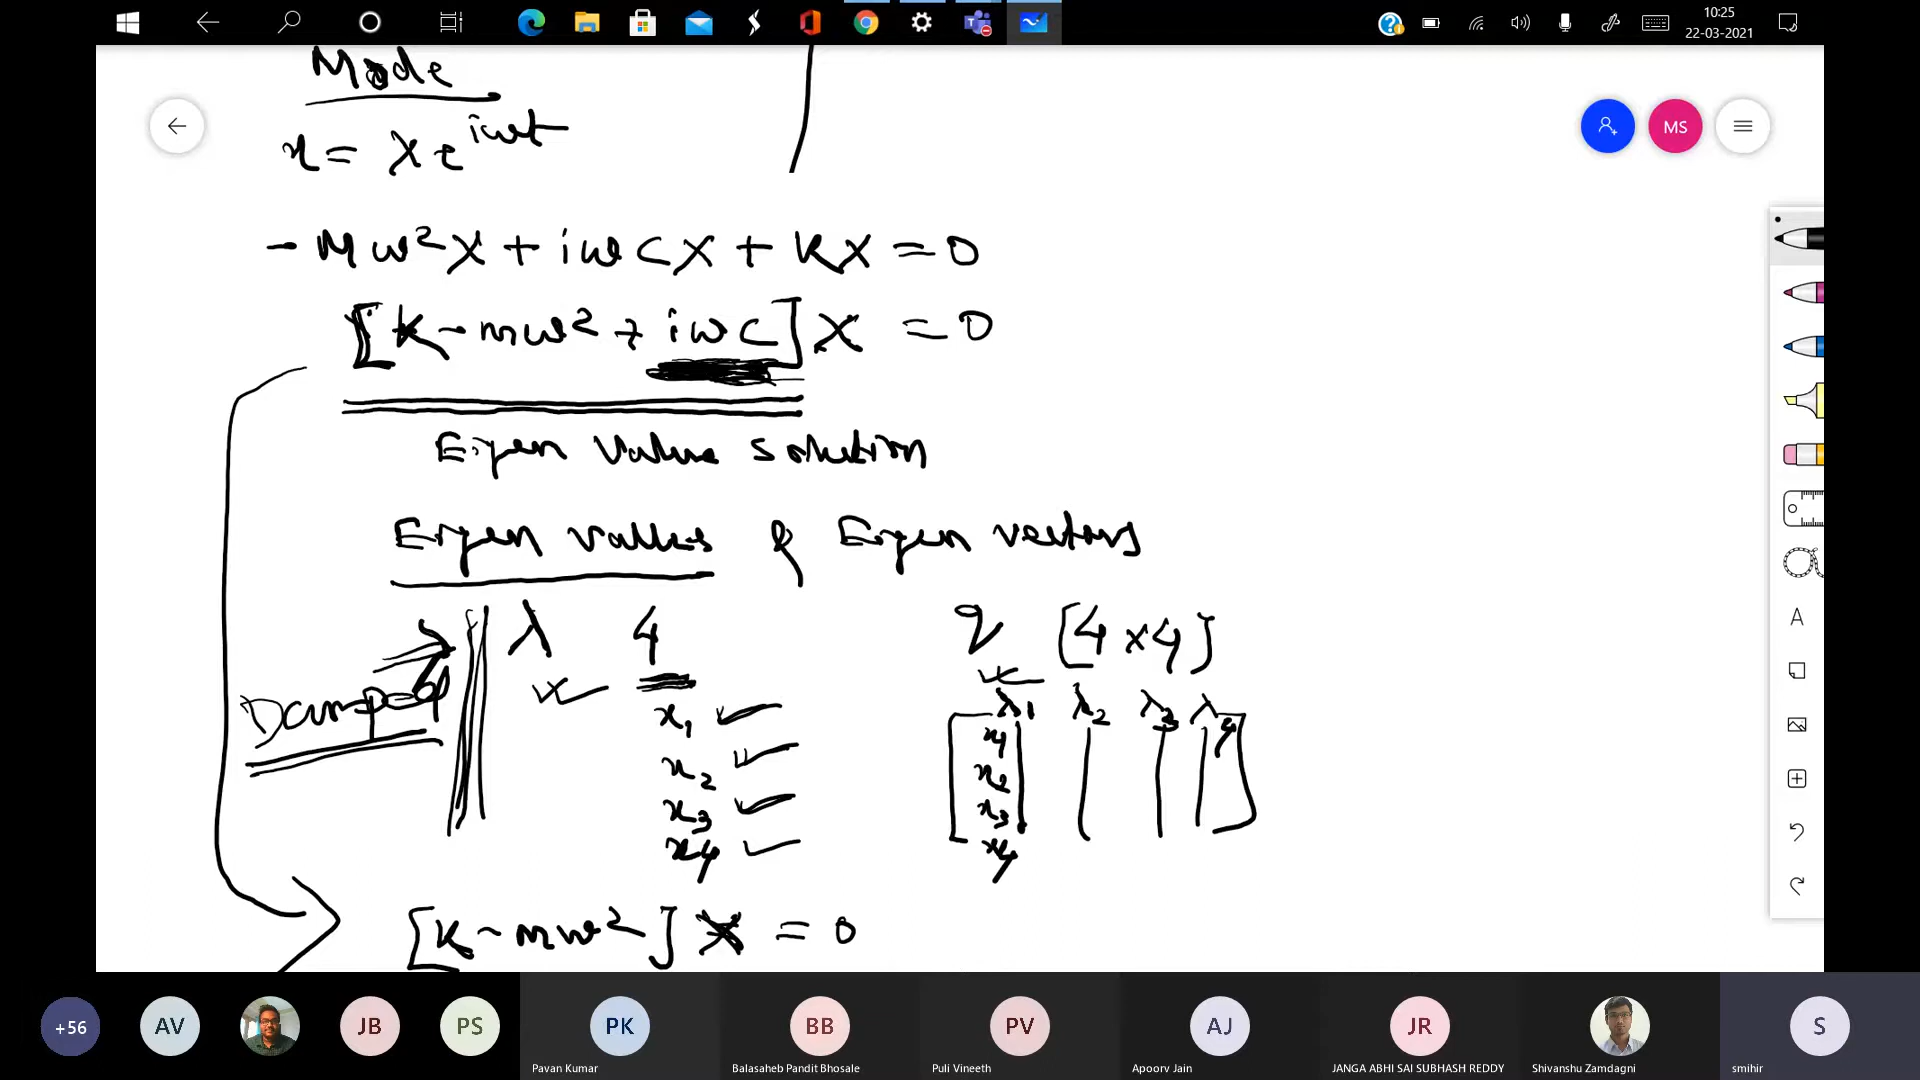 10:25
22-03-2021
Mode
x = X e^{iωt}
MS
- Mω²X + iωCX + KX = 0
[K - mω² + iωC] X = 0
Eigen Value solution
Eigen values & Eigen vectors
λ 4 q [4×4]
Damped
λ1 λ2 λ3 λ4
x1 x1
x2 x2
x3 x3
x4 x4
[K - mω²] X = 0
+56 AV JB PS PK BB PV AJ JR S
Pavan Kumar Balasaheb Pandit Bhosale Puli Vineeth Apoorv Jain JANGA ABHI SAI SUBHASH REDDY Shivanshu Zamdagni smihir